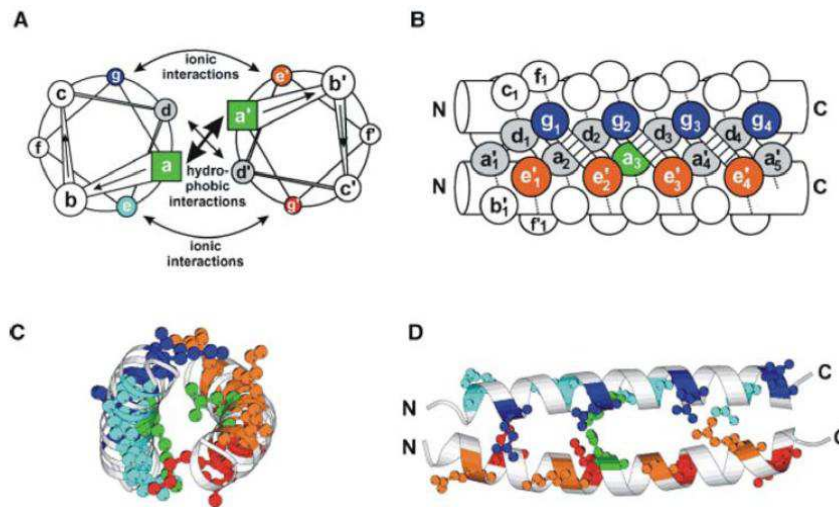 A
ionic
interactions
g
e'
c
d
a'
b'
f
a
f'
hydro-
phobic
interactions
d'
b
e
g
c'
ionic
interactions
B
f1
c1
N
C
g1
g2
g3
g4
d1
d2
d3
d4
a'1
a2
a3
a'4
a'5
e'1
e'2
e'3
e'4
N
C
b'1
f'1
C
D
N
C
N
C